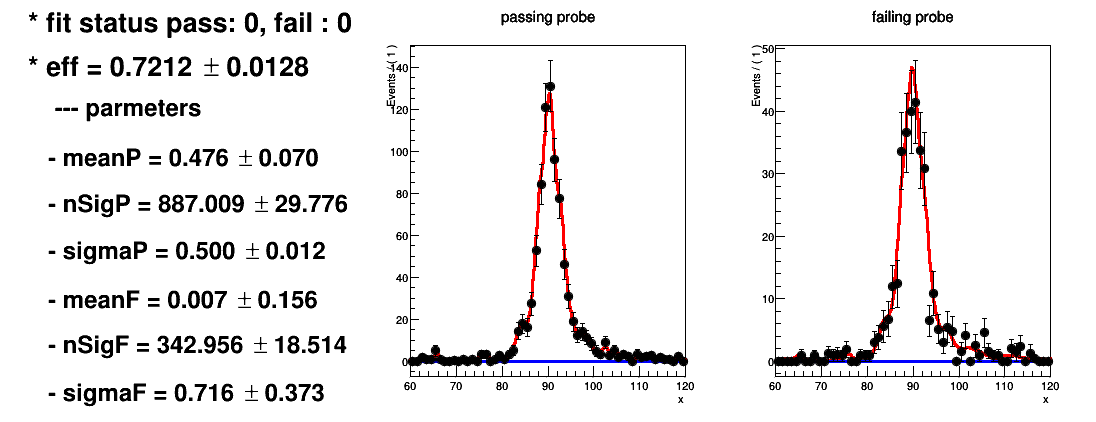 * fit status pass: 0, fail : 0
* eff = 0.7212 ± 0.0128
--- parmeters
- meanP = 0.476 ± 0.070
- nSigP = 887.009 ± 29.776
- sigmaP = 0.500 ± 0.012
- meanF = 0.007 ± 0.156
- nSigF = 342.956 ± 18.514
- sigmaF = 0.716 ± 0.373
passing probe
Events / ( 1 )
140
120
100
80
60
40
20
0
60 70 80 90 100 110 120
x
failing probe
Events / ( 1 )
50
40
30
20
10
0
60 70 80 90 100 110 120
x